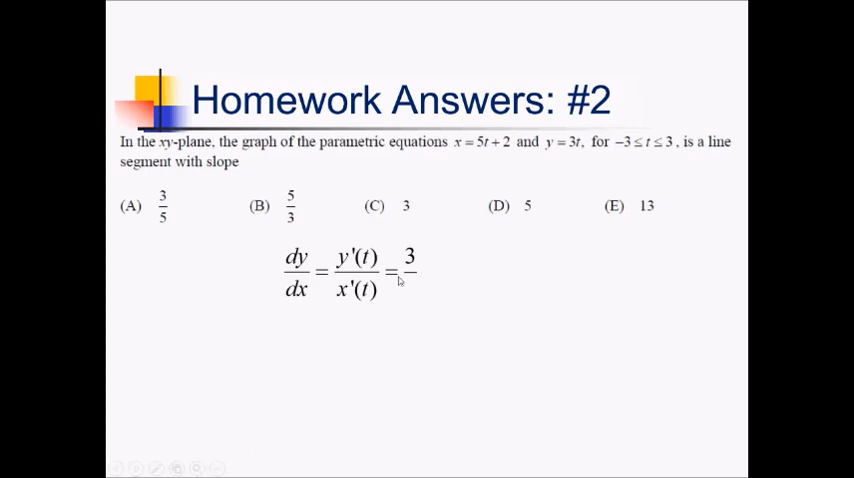 Homework Answers: #2
In the xy-plane, the graph of the parametric equations x = 5t + 2 and y = 3t, for −3 ≤ t ≤ 3, is a line
segment with slope
(A) 3/5 (B) 5/3 (C) 3 (D) 5 (E) 13
dy/dx = y'(t)/x'(t) = 3/